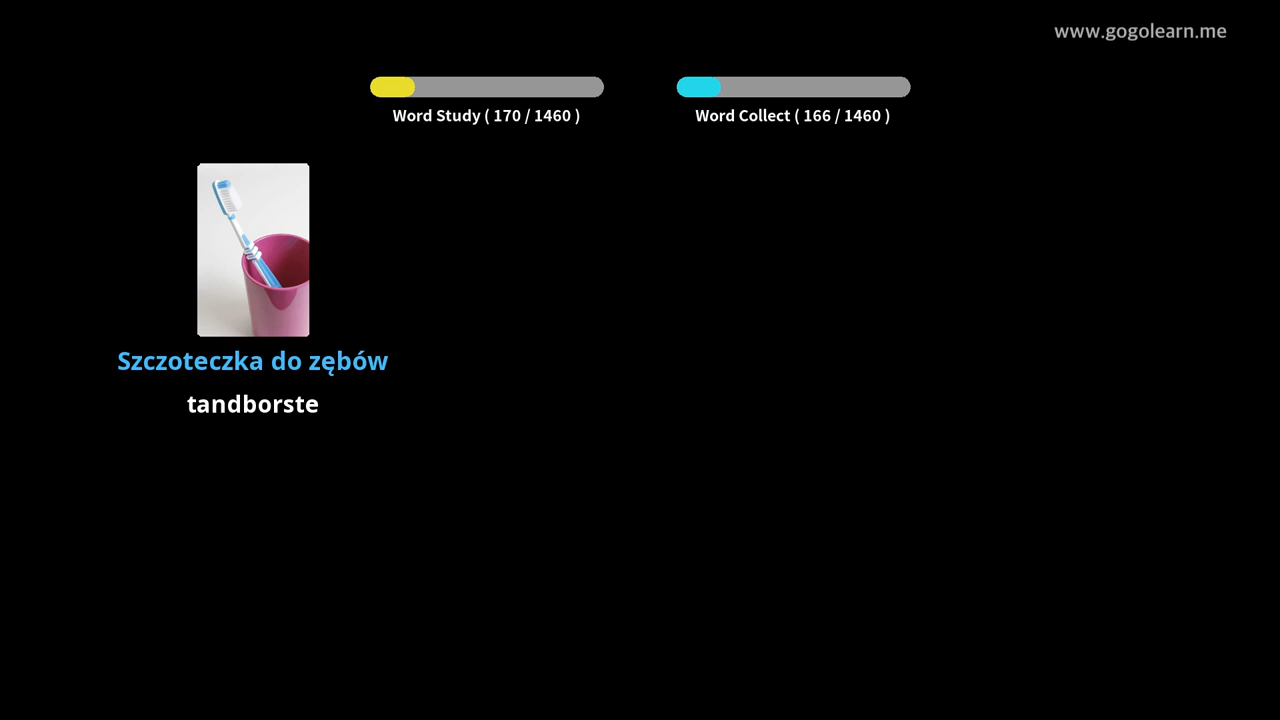 www.gogolearn.me
Word Study ( 170 / 1460 )
Word Collect ( 166 / 1460 )
Szczoteczka do zębów
tandborste